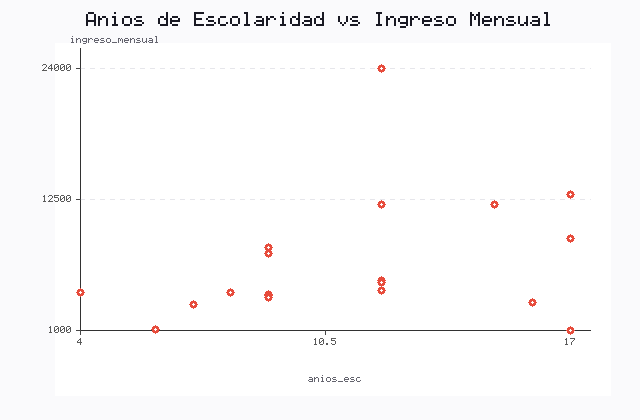 Anios de Escolaridad vs Ingreso Mensual
ingreso_mensual
24000
12500
1000
4
10.5
17
anios_esc